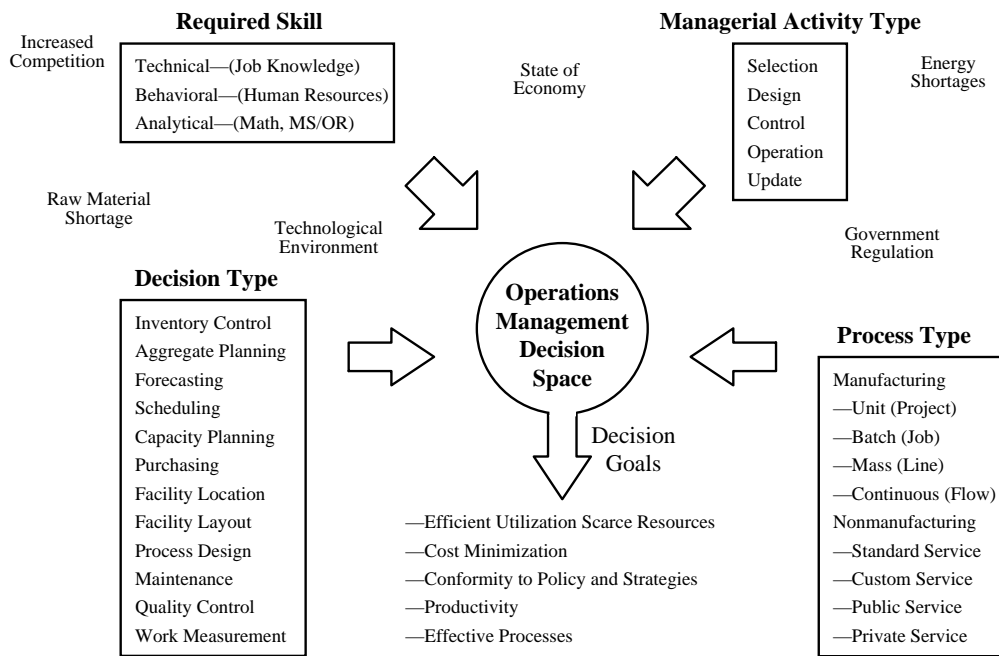 Required Skill
Managerial Activity Type
Increased
Competition
Technical—(Job Knowledge)
Behavioral—(Human Resources)
Analytical—(Math, MS/OR)
State of
Economy
Selection
Design
Control
Operation
Update
Energy
Shortages
Raw Material
Shortage
Technological
Environment
Government
Regulation
Decision Type
Inventory Control
Aggregate Planning
Forecasting
Scheduling
Capacity Planning
Purchasing
Facility Location
Facility Layout
Process Design
Maintenance
Quality Control
Work Measurement
Operations
Management
Decision
Space
Process Type
Manufacturing
—Unit (Project)
—Batch (Job)
—Mass (Line)
—Continuous (Flow)
Nonmanufacturing
—Standard Service
—Custom Service
—Public Service
—Private Service
Decision
Goals
—Efficient Utilization Scarce Resources
—Cost Minimization
—Conformity to Policy and Strategies
—Productivity
—Effective Processes